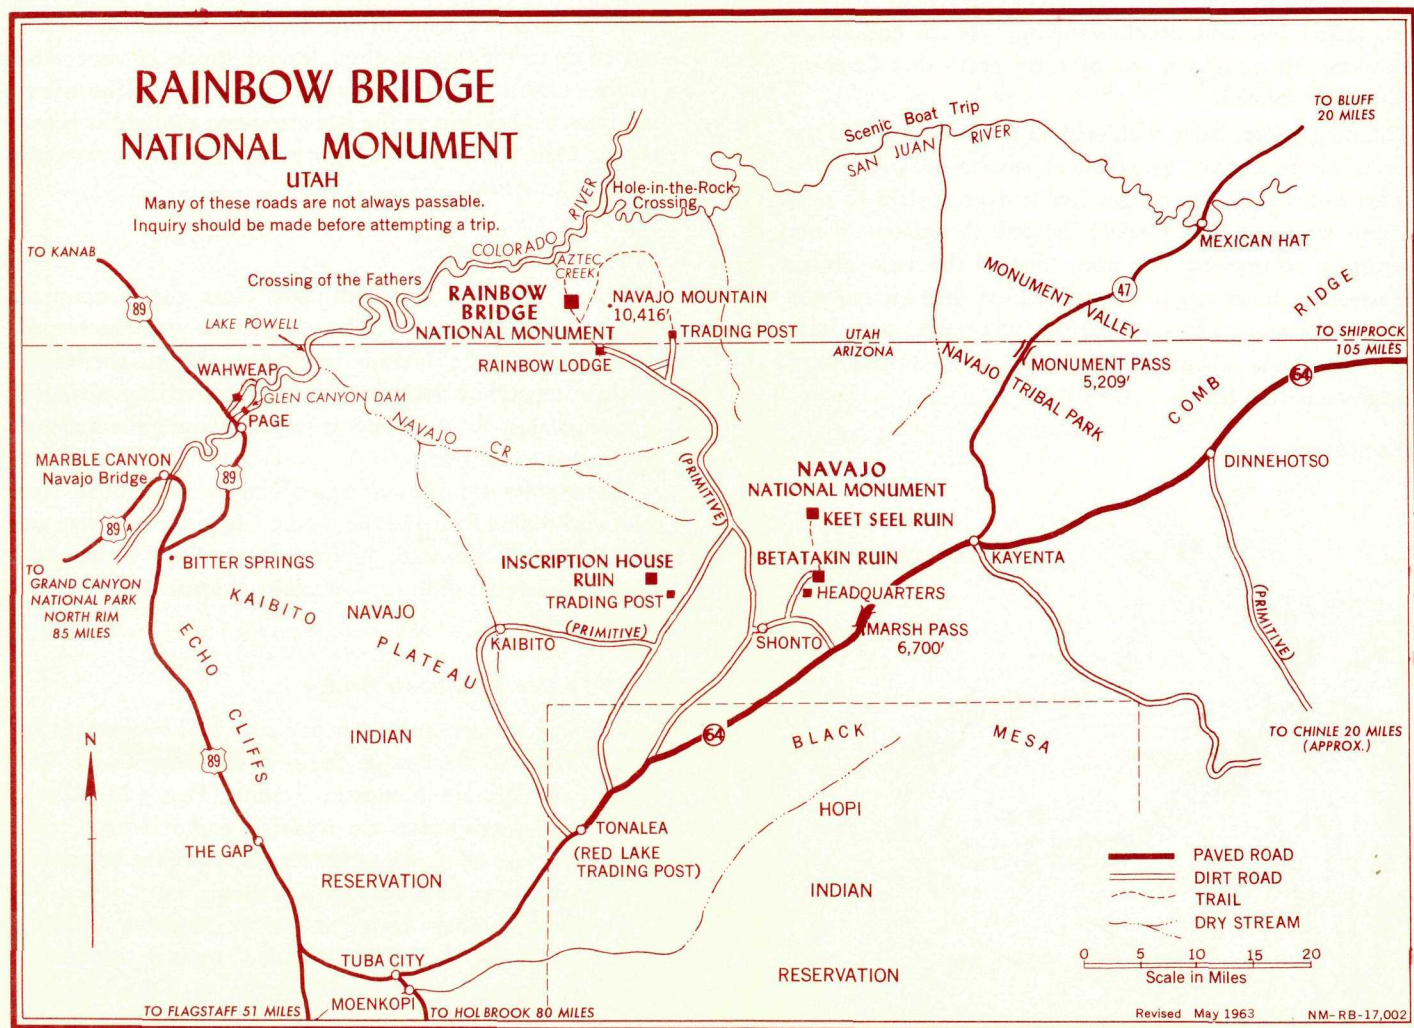 RAINBOW BRIDGE
NATIONAL MONUMENT
UTAH
Many of these roads are not always passable.
Inquiry should be made before attempting a trip.
TO BLUFF
20 MILES
Scenic Boat Trip
SAN JUAN RIVER
Hole-in-the-Rock
Crossing
COLORADO RIVER
AZTEC
CREEK
TO KANAB
89
Crossing of the Fathers
LAKE POWELL
RAINBOW
BRIDGE
NATIONAL MONUMENT
NAVAJO MOUNTAIN
10,416'
TRADING POST
RAINBOW LODGE
UTAH
ARIZONA
MEXICAN HAT
47
MONUMENT VALLEY
COMB RIDGE
TO SHIPROCK
105 MILES
64
NAVAJO TRIBAL PARK
MONUMENT PASS
5,209'
WAHWEAP
GLEN CANYON DAM
PAGE
NAVAJO CR
MARBLE CANYON
Navajo Bridge
89
89 A
(PRIMITIVE)
NAVAJO
NATIONAL MONUMENT
KEET SEEL RUIN
BETATAKIN RUIN
HEADQUARTERS
DINNEHOTSO
KAYENTA
(PRIMITIVE)
BITTER SPRINGS
TO
GRAND CANYON
NATIONAL PARK
NORTH RIM
85 MILES
INSCRIPTION HOUSE
RUIN
TRADING POST
KAIBITO PLATEAU
KAIBITO
(PRIMITIVE)
SHONTO
MARSH PASS
6,700'
ECHO CLIFFS
NAVAJO
INDIAN
RESERVATION
89
N
64
BLACK MESA
TO CHINLE 20 MILES
(APPROX.)
HOPI
INDIAN
RESERVATION
THE GAP
TONALEA
(RED LAKE
TRADING POST)
TUBA CITY
MOENKOPI
TO FLAGSTAFF 51 MILES
TO HOLBROOK 80 MILES
PAVED ROAD
DIRT ROAD
TRAIL
DRY STREAM
0 5 10 15 20
Scale in Miles
Revised May 1963
NM-RB-17,002